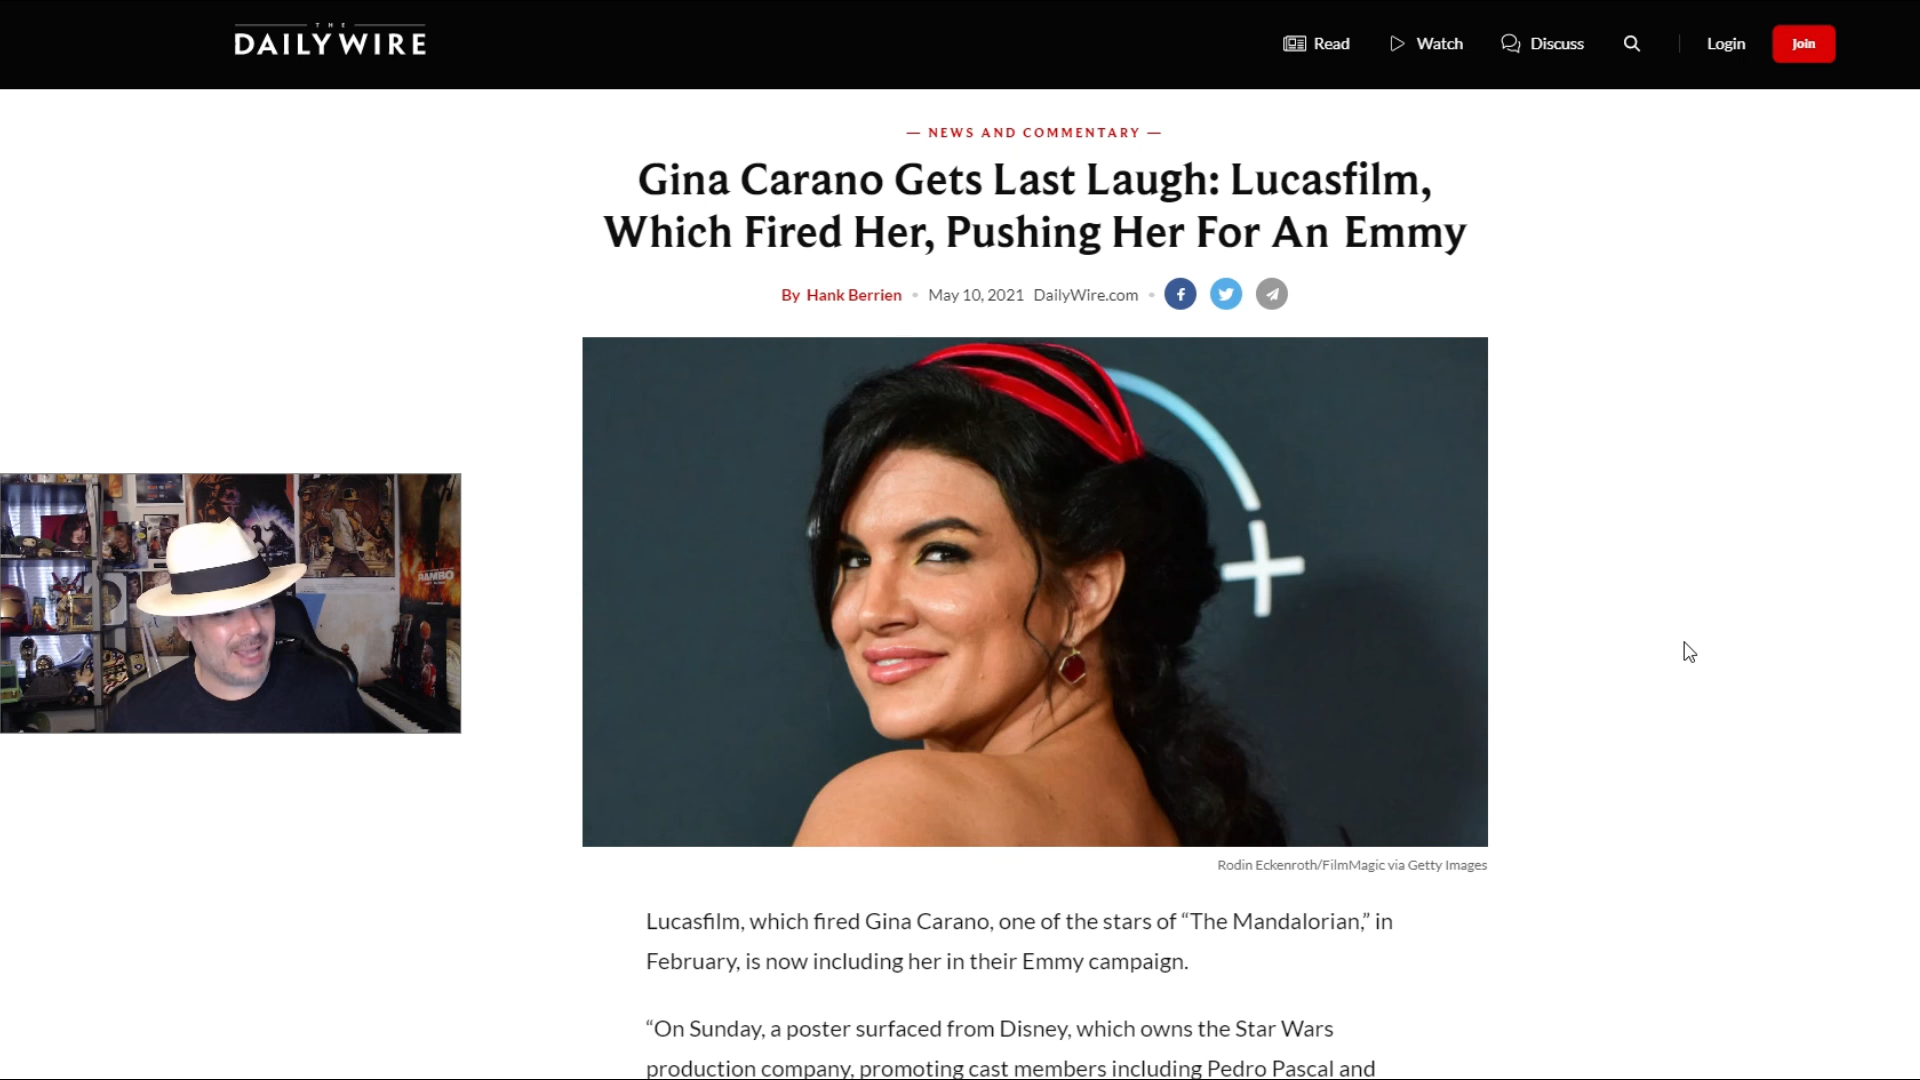 THE
DAILYWIRE
Read
Watch
Discuss
Login
Join
— NEWS AND COMMENTARY —
Gina Carano Gets Last Laugh: Lucasfilm,
Which Fired Her, Pushing Her For An Emmy
By Hank Berrien • May 10, 2021 DailyWire.com •
RAMBO
Rodin Eckenroth/FilmMagic via Getty Images
Lucasfilm, which fired Gina Carano, one of the stars of “The Mandalorian,” in
February, is now including her in their Emmy campaign.
“On Sunday, a poster surfaced from Disney, which owns the Star Wars
production company, promoting cast members including Pedro Pascal and